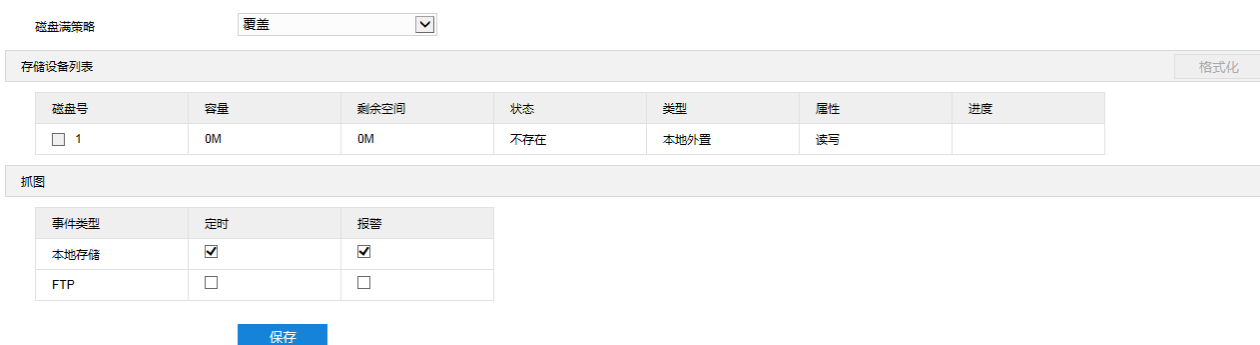 磁盘满策略 覆盖
存储设备列表 格式化
磁盘号 容量 剩余空间 状态 类型 属性 进度
1 0M 0M 不存在 本地外置 读写
抓图
事件类型 定时 报警
本地存储
FTP
保存